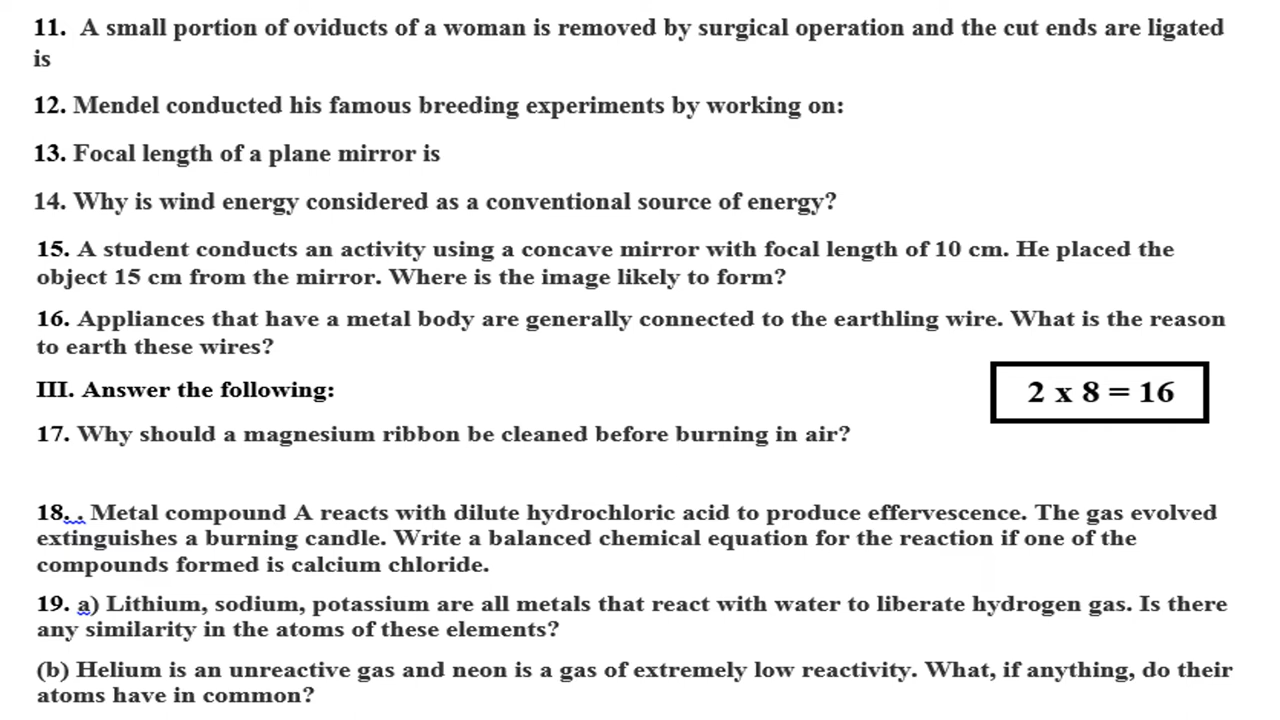 11. A small portion of oviducts of a woman is removed by surgical operation and the cut ends are ligated
is
12. Mendel conducted his famous breeding experiments by working on:
13. Focal length of a plane mirror is
14. Why is wind energy considered as a conventional source of energy?
15. A student conducts an activity using a concave mirror with focal length of 10 cm. He placed the
object 15 cm from the mirror. Where is the image likely to form?
16. Appliances that have a metal body are generally connected to the earthling wire. What is the reason
to earth these wires?
III. Answer the following:
2 x 8 = 16
17. Why should a magnesium ribbon be cleaned before burning in air?
18. . Metal compound A reacts with dilute hydrochloric acid to produce effervescence. The gas evolved
extinguishes a burning candle. Write a balanced chemical equation for the reaction if one of the
compounds formed is calcium chloride.
19. a) Lithium, sodium, potassium are all metals that react with water to liberate hydrogen gas. Is there
any similarity in the atoms of these elements?
(b) Helium is an unreactive gas and neon is a gas of extremely low reactivity. What, if anything, do their
atoms have in common?